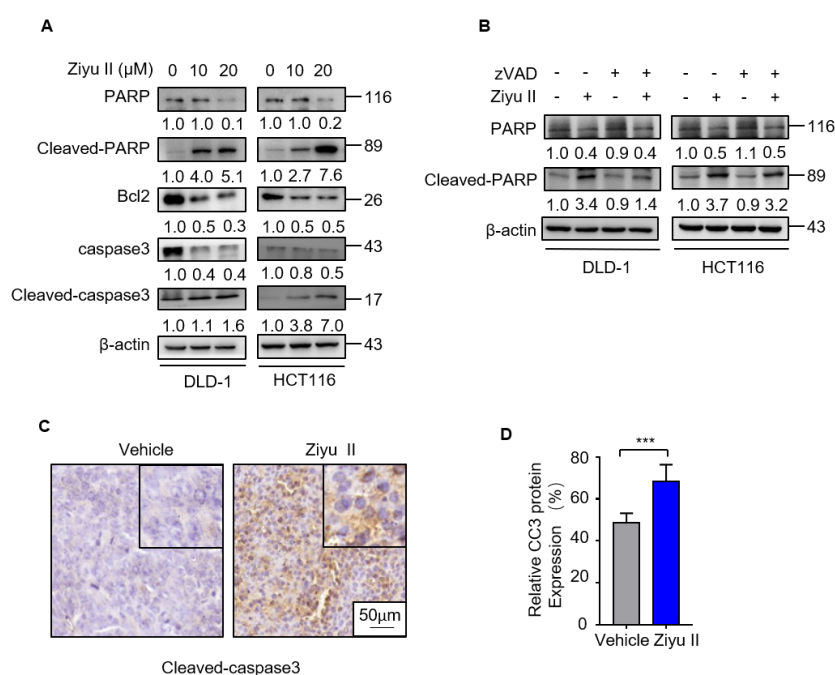 A
Ziyu II (μM) 0 10 20 0 10 20
PARP 116
1.0 1.0 0.1 1.0 1.0 0.2
Cleaved-PARP 89
1.0 4.0 5.1 1.0 2.7 7.6
Bcl2 26
1.0 0.5 0.3 1.0 0.5 0.5
caspase3 43
1.0 0.4 0.4 1.0 0.8 0.5
Cleaved-caspase3 17
1.0 1.1 1.6 1.0 3.8 7.0
β-actin 43
DLD-1 HCT116
B
zVAD - - + + - - + +
Ziyu II - + - + - + - +
PARP 116
1.0 0.4 0.9 0.4 1.0 0.5 1.1 0.5
Cleaved-PARP 89
1.0 3.4 0.9 1.4 1.0 3.7 0.9 3.2
β-actin 43
DLD-1 HCT116
C
Vehicle Ziyu II
50μm
Cleaved-caspase3
D
***
Relative CC3 protein
Expression (%)
80
60
40
20
0
Vehicle Ziyu II